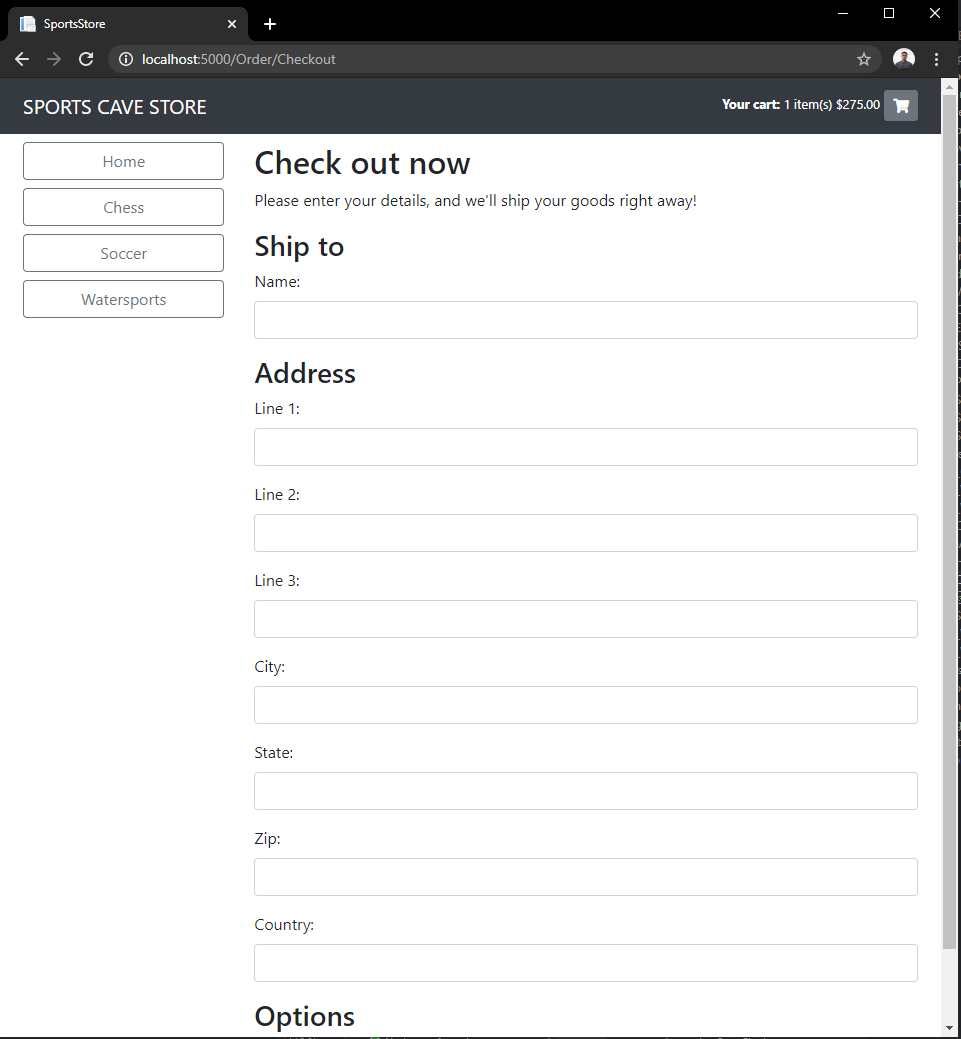 SportsStore
localhost:5000/Order/Checkout
SPORTS CAVE STORE
Your cart: 1 item(s) $275.00
Home
Chess
Soccer
Watersports
Check out now
Please enter your details, and we'll ship your goods right away!
Ship to
Name:
Address
Line 1:
Line 2:
Line 3:
City:
State:
Zip:
Country:
Options